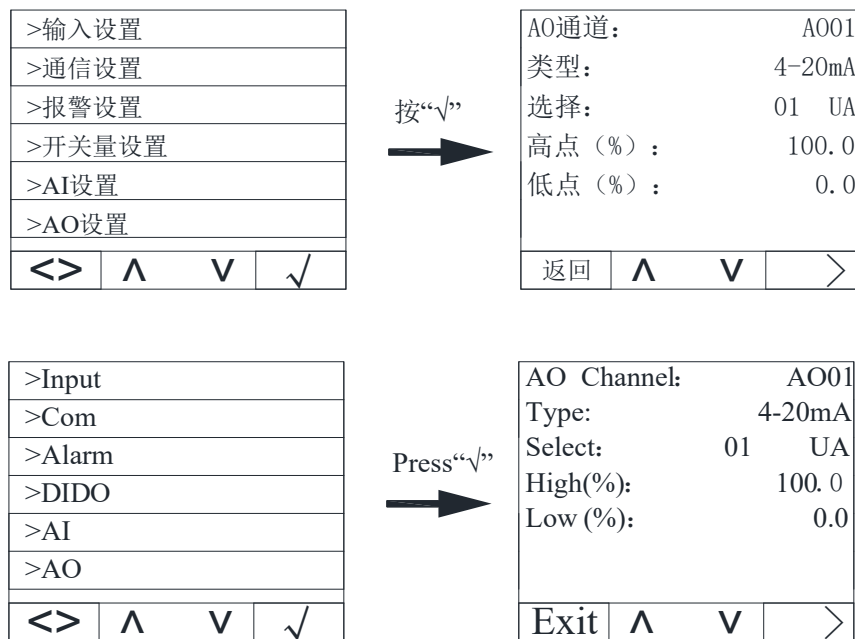 >输入设置
>通信设置
>报警设置
>开关量设置
>AI设置
>AO设置
<> ∧ ∨ √
按“√”
AO通道： AO01
类型： 4-20mA
选择： 01 UA
高点（%）： 100.0
低点（%）： 0.0
返回 ∧ ∨ >
>Input
>Com
>Alarm
>DIDO
>AI
>AO
<> ∧ ∨ √
Press“√”
AO Channel： AO01
Type: 4-20mA
Select： 01 UA
High(%)： 100.0
Low (%)： 0.0
Exit ∧ ∨ >